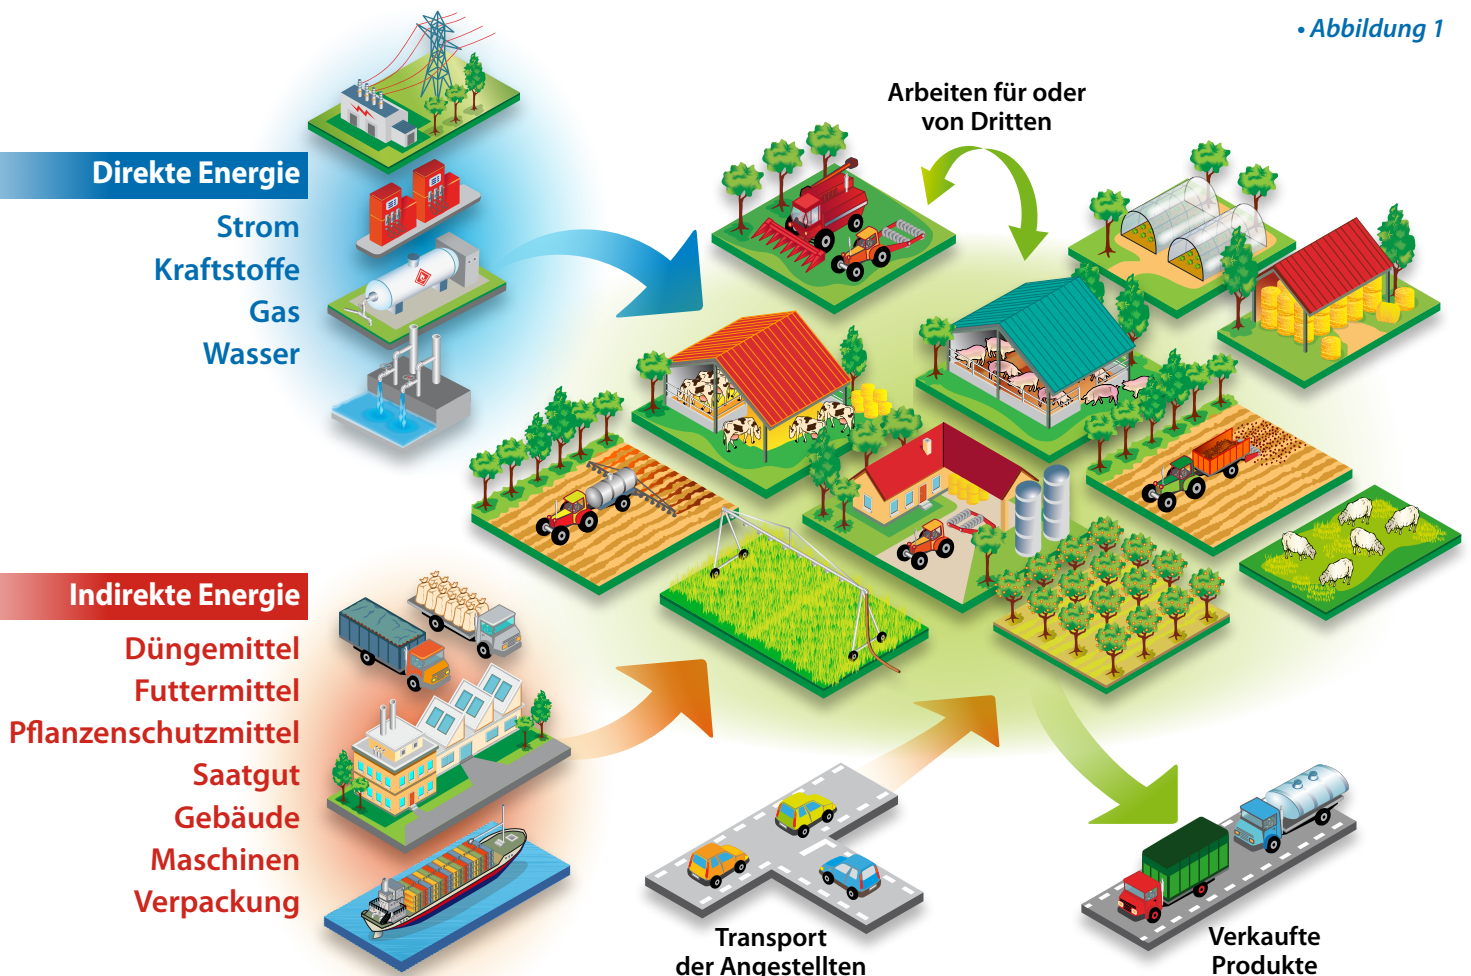 • Abbildung 1
Arbeiten für oder
von Dritten
Direkte Energie
Strom
Kraftstoffe
Gas
Wasser
Indirekte Energie
Düngemittel
Futtermittel
Pflanzenschutzmittel
Saatgut
Gebäude
Maschinen
Verpackung
Transport
der Angestellten
Verkaufte
Produkte